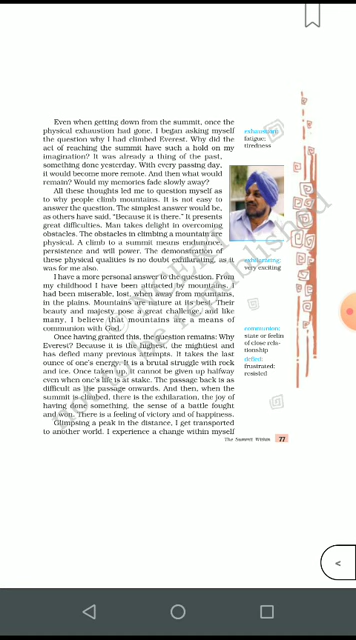 Even when getting down from the summit, once the
physical exhaustion had gone. I began asking myself
the question why I had climbed Everest. Why did the
act of reaching the summit have such a hold on my
imagination? It was already a thing of the past,
something done yesterday. With every passing day,
it would become more remote. And then what would
remain? Would my memories fade slowly away?
All these thoughts led me to question myself as
to why people climb mountains. It is not easy to
answer the question. The simplest answer would be,
as others have said, "Because it is there." It presents
great difficulties. Man takes delight in overcoming
obstacles. The obstacles in climbing a mountain are
physical. A climb to a summit means endurance,
persistence and will power. The demonstration of
these physical qualities is no doubt exhilarating, as it
was for me also.
I have a more personal answer to the question. From
my childhood I have been attracted by mountains. I
had been miserable, lost, when away from mountains,
in the plains. Mountains are nature at its best. Their
beauty and majesty pose a great challenge, and like
many, I believe that mountains are a means of
communion with God.
Once having granted this, the question remains: Why
Everest? Because it is the highest, the mightiest and
has defied many previous attempts. It takes the last
ounce of one's energy. It is a brutal struggle with rock
and ice. Once taken up, it cannot be given up halfway
even when one's life is at stake. The passage back is as
difficult as the passage onwards. And then, when the
summit is climbed, there is the exhilaration, the joy of
having done something, the sense of a battle fought
and won. There is a feeling of victory and of happiness.
Glimpsing a peak in the distance, I get transported
to another world. I experience a change within myself
exhaustion:
fatigue;
tiredness
exhilarating:
very exciting
communion:
state or feelin
of close rela-
tionship
defied:
frustrated;
resisted
The Summit Within 77